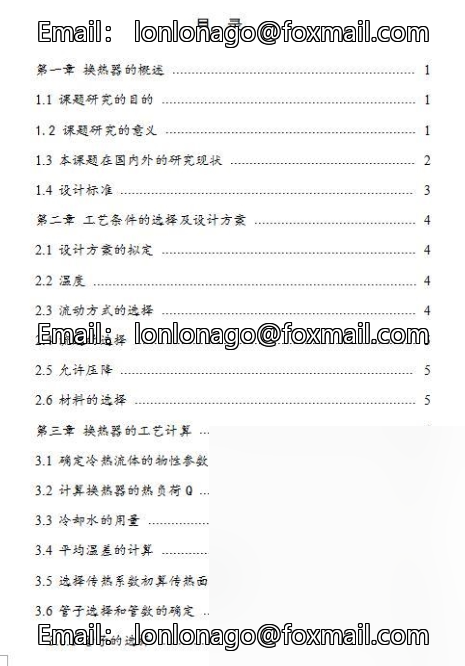 目 录
Email: lonlonago@foxmail.com
第一章 换热器的概述 ........ 1
1.1 课题研究的目的 ........ 1
1.2 课题研究的意义 ........ 1
1.3 本课题在国内外的研究现状 ........ 2
1.4 设计标准 ........ 3
第二章 工艺条件的选择及设计方案 ........ 4
2.1 设计方案的拟定 ........ 4
2.2 温度 ........ 4
2.3 流动方式的选择 ........ 4
Email: lonlonago@foxmail.com
选择
2.5 允许压降 ........ 5
2.6 材料的选择 ........ 5
第三章 换热器的工艺计算 ...
3.1 确定冷热流体的物性参数
3.2 计算换热器的热负荷 Q ...
3.3 冷却水的用量 ........
3.4 平均温差的计算 ........
3.5 选择传热系数初算传热面
3.6 管子选择和管数的确定 ..
Email: lonlonago@foxmail.com
的选